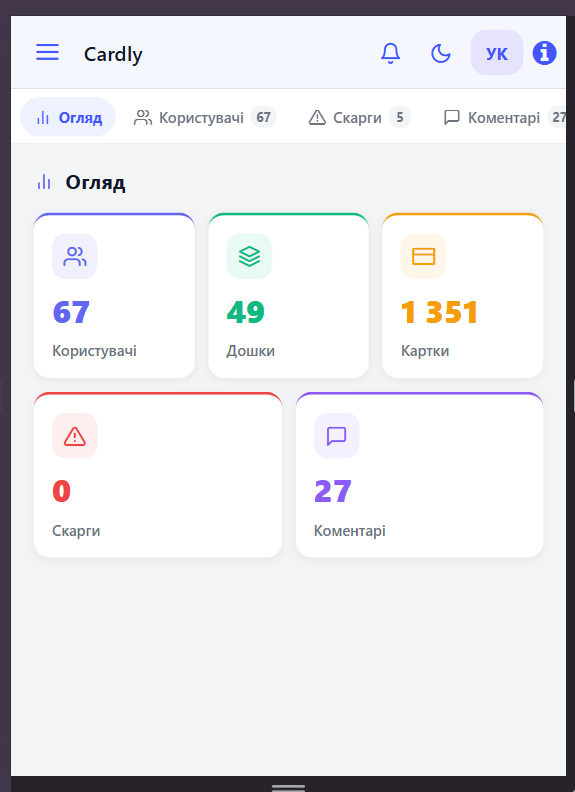 Cardly
УК
Огляд
Користувачі 67
Скарги 5
Коментарі 27
Огляд
67
Користувачі
49
Дошки
1 351
Картки
0
Скарги
27
Коментарі